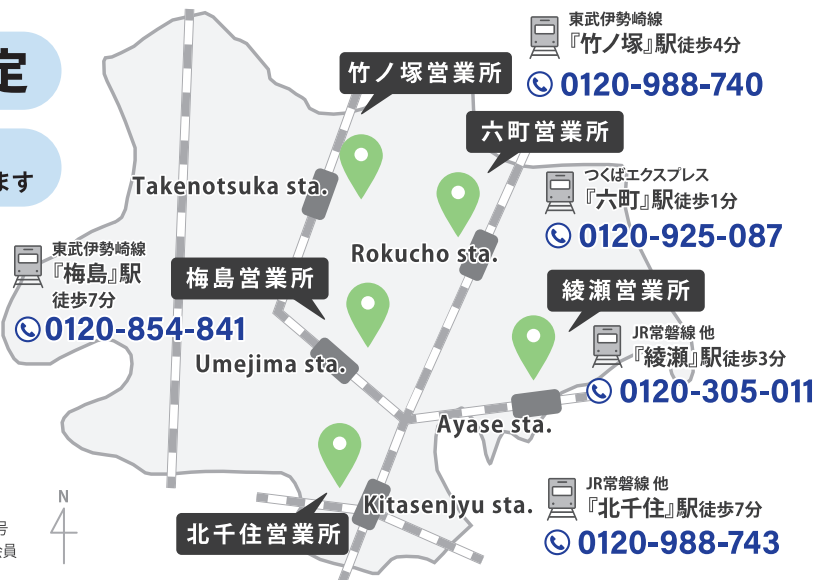 定
ます
東武伊勢崎線
『竹ノ塚』駅徒歩4分
0120-988-740
竹ノ塚営業所
六町営業所
つくばエクスプレス
『六町』駅徒歩1分
0120-925-087
Takenotsuka sta.
Rokucho sta.
東武伊勢崎線
『梅島』駅
徒歩7分
0120-854-841
梅島営業所
綾瀬営業所
JR常磐線 他
『綾瀬』駅徒歩3分
0120-305-011
Umejima sta.
Ayase sta.
Kitasenjyu sta.
JR常磐線 他
『北千住』駅徒歩7分
0120-988-743
北千住営業所
N
号
会員